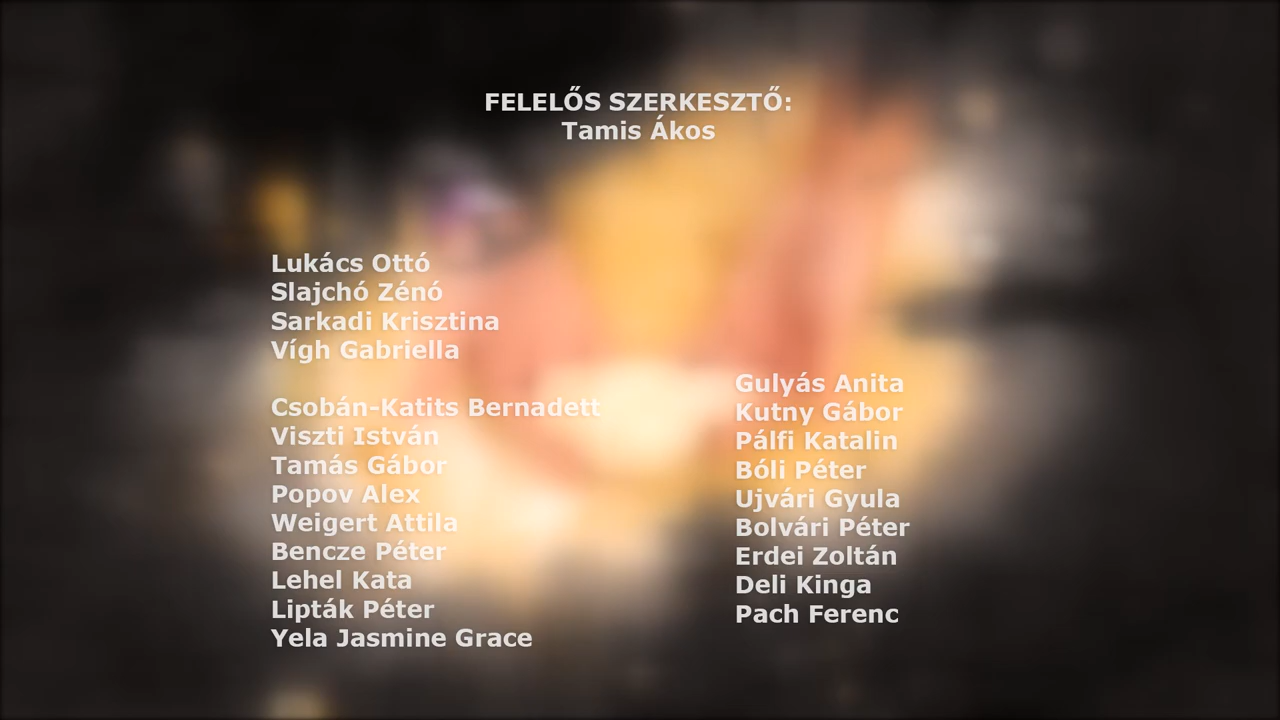 FELELŐS SZERKESZTŐ:
Tamis Ákos
Lukács Ottó
Slajchó Zénó
Sarkadi Krisztina
Vígh Gabriella
Csobán-Katits Bernadett
Viszti István
Tamás Gábor
Popov Alex
Weigert Attila
Bencze Péter
Lehel Kata
Lipták Péter
Yela Jasmine Grace
Gulyás Anita
Kutny Gábor
Pálfi Katalin
Bóli Péter
Ujvári Gyula
Bolvári Péter
Erdei Zoltán
Deli Kinga
Pach Ferenc